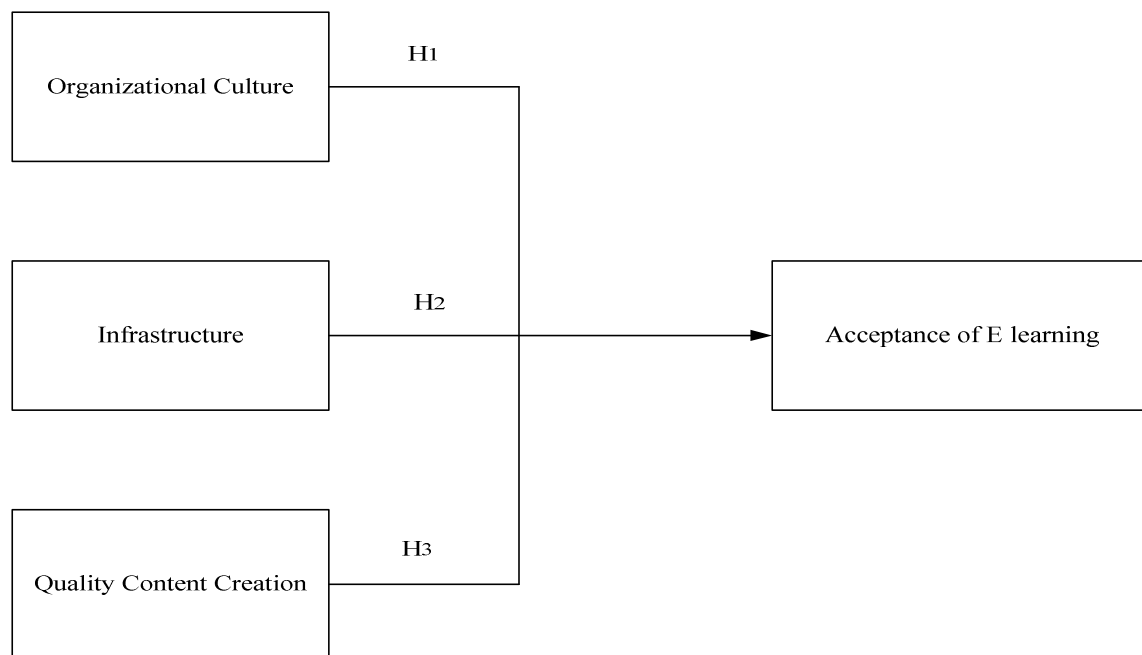 H1
Organizational Culture
H2
Infrastructure
Acceptance of E learning
H3
Quality Content Creation